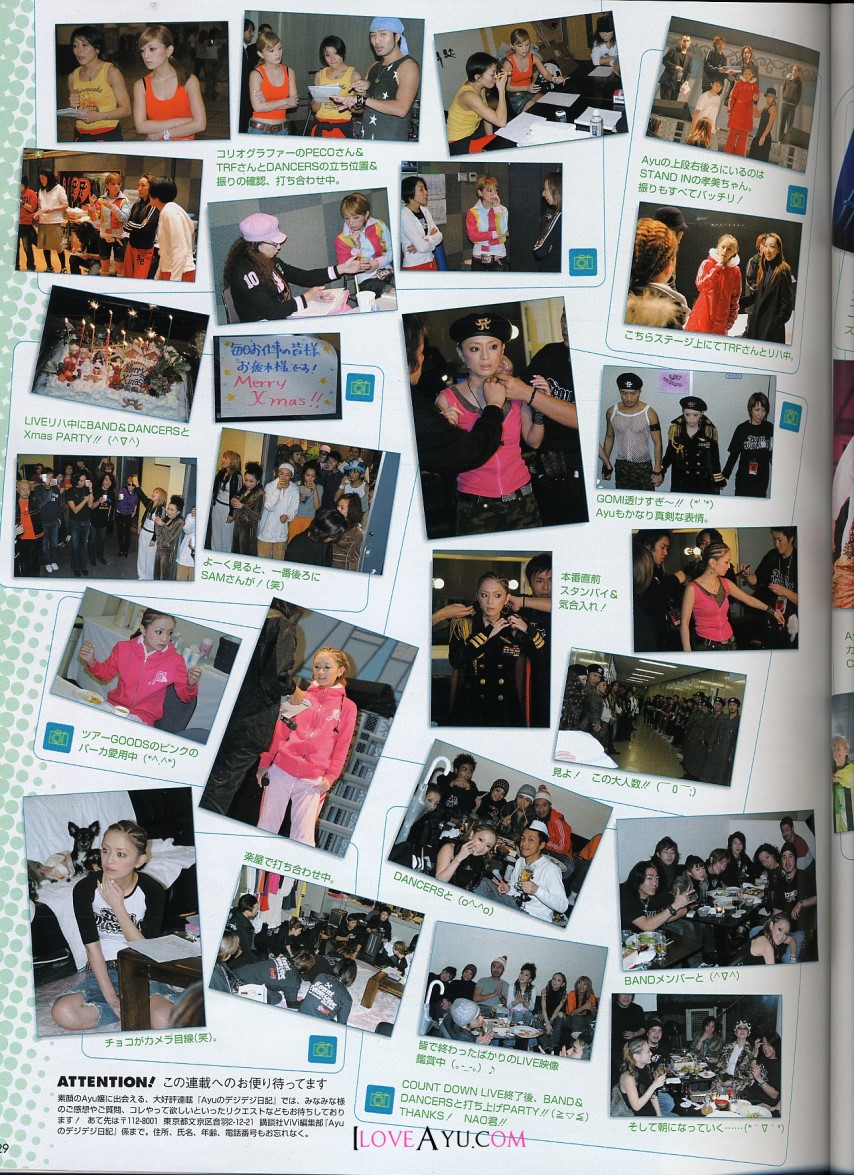 コリオグラファーのPECOさん&
TRFさんとDANCERSの立ち位置&
振りの確認、打ち合わせ中。
Ayuの上段右後ろにいるのは
STAND INの孝美ちゃん。
振りもすべてバッチリ！
こちらステージ上にてTRFさんとリハ中。
毎日お仕事の皆様
お疲れ様です!
Merry
Xmas!!
LIVEリハ中にBAND&DANCERSと
Xmas PARTY!! (^∇^)
よーく見ると、一番後ろに
SAMさんが！(笑)
GOMI透けすぎ〜!! (*˘˘*)
Ayuもかなり真剣な表情。
本番直前
スタンバイ&
気合入れ！
ツアーGOODSのピンクの
パーカ愛用中 (*^.^*)
見よ！ この大人数!! (￣0￣;)
楽屋で打ち合わせ中。
DANCERSと (o^-^o)
BANDメンバーと (^∇^)
チョコがカメラ目線(笑)。
皆で終わったばかりのLIVE映像
鑑賞中 (｡-_-｡) ♪
COUNT DOWN LIVE終了後、BAND&
DANCERSと打ち上げPARTY!! (≧▽≦)
THANKS！ NAO君!!
そして朝になっていく……(*˙∇˙*)
ATTENTION! この連載へのお便り待ってます
素顔のAyu嬢に出会える、大好評連載『Ayuのデジデジ日記』では、みなみな様
のご感想やご質問、コレやって欲しいといったリクエストなどもお待ちしており
ます！ あて先は〒112-8001 東京都文京区音羽2-12-21 講談社ViVi編集部『Ayu
のデジデジ日記』係まで。住所、氏名、年齢、電話番号もお忘れなく。
29
ILOVEAYU.COM